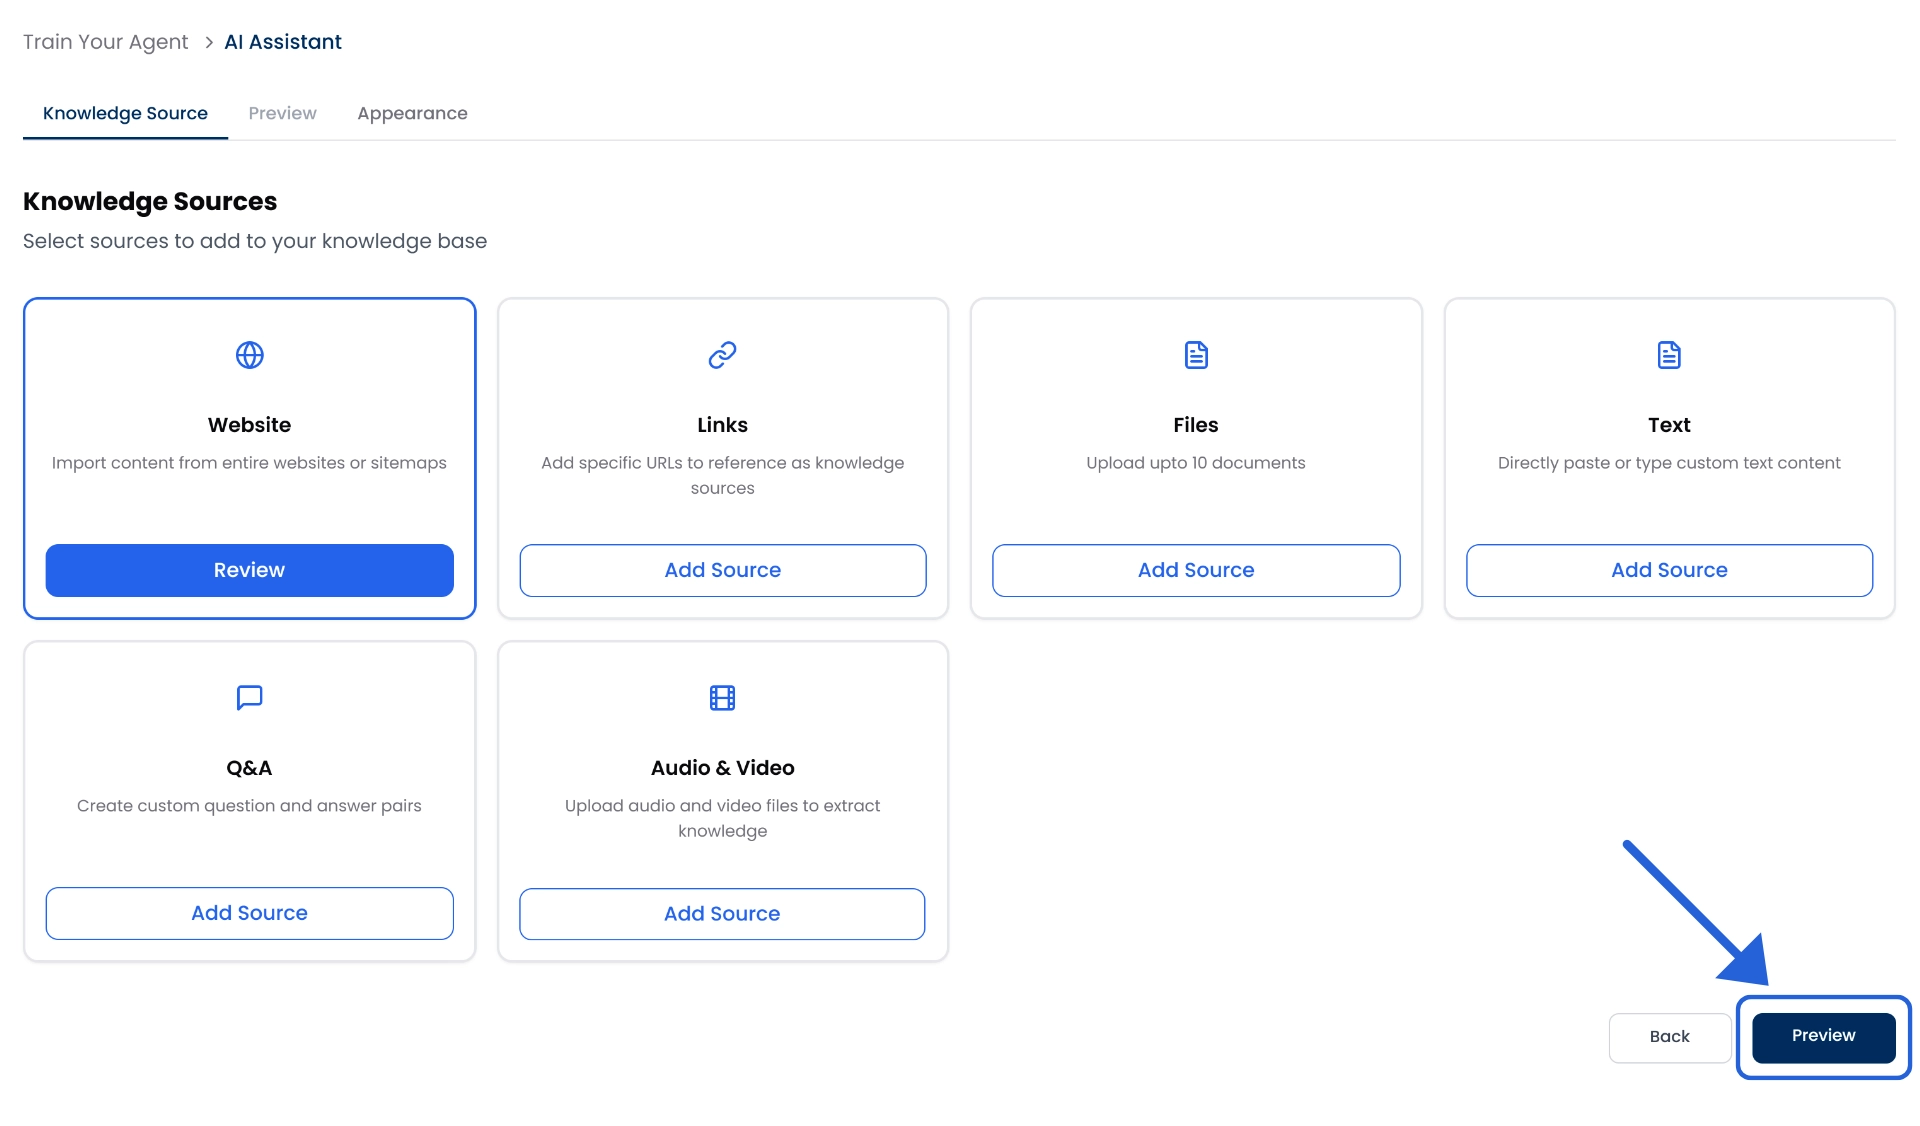 Train Your Agent > AI Assistant
Knowledge Source Preview Appearance
Knowledge Sources
Select sources to add to your knowledge base
Website
Import content from entire websites or sitemaps
Review
Links
Add specific URLs to reference as knowledge
sources
Add Source
Files
Upload upto 10 documents
Add Source
Text
Directly paste or type custom text content
Add Source
Q&A
Create custom question and answer pairs
Add Source
Audio & Video
Upload audio and video files to extract
knowledge
Add Source
Back
Preview